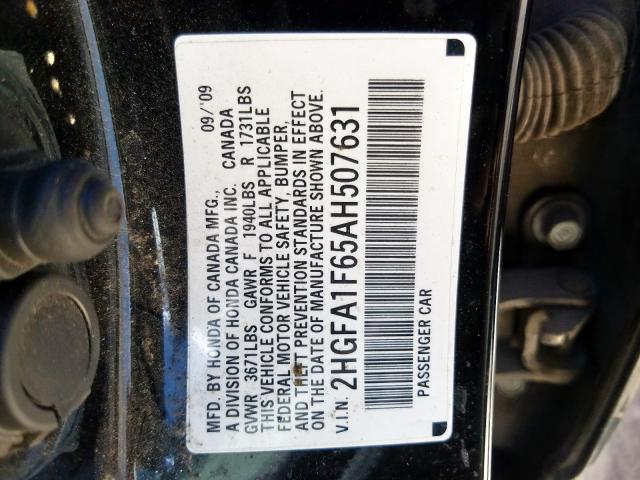 MFD. BY HONDA OF CANADA MFG., 09/'09
A DIVISION OF HONDA CANADA INC. CANADA
GVWR 3671LBS GAWR F 1940LBS R 1731LBS
THIS VEHICLE CONFORMS TO ALL APPLICABLE
FEDERAL MOTOR VEHICLE SAFETY, BUMPER,
AND THEFT PREVENTION STANDARDS IN EFFECT
ON THE DATE OF MANUFACTURE SHOWN ABOVE.
V.I.N. 2HGFA1F65AH507631
PASSENGER CAR